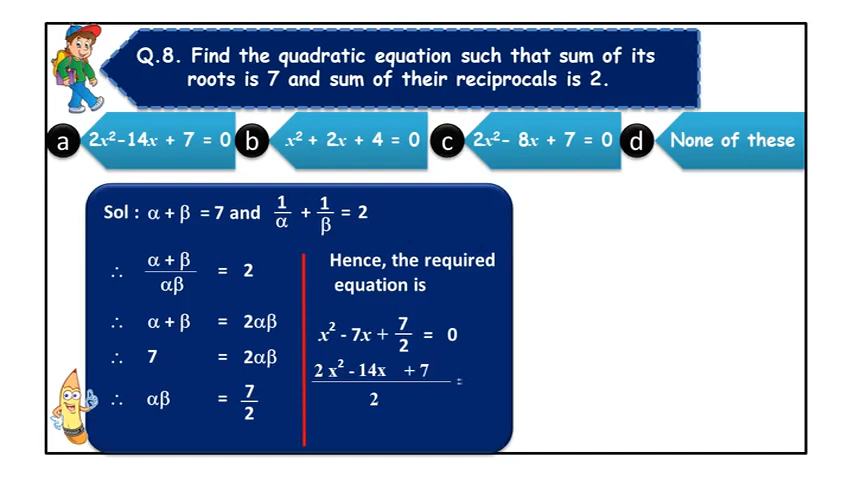 Q.8. Find the quadratic equation such that sum of its
roots is 7 and sum of their reciprocals is 2.
a 2x²-14x + 7 = 0 b x² + 2x + 4 = 0 c 2x²- 8x + 7 = 0 d None of these
Sol : α + β = 7 and 1/α + 1/β = 2
∴ (α + β)/αβ = 2
∴ α + β = 2αβ
∴ 7 = 2αβ
∴ αβ = 7/2
Hence, the required
equation is
x² - 7x + 7/2 = 0
(2 x² - 14x + 7)/2 =